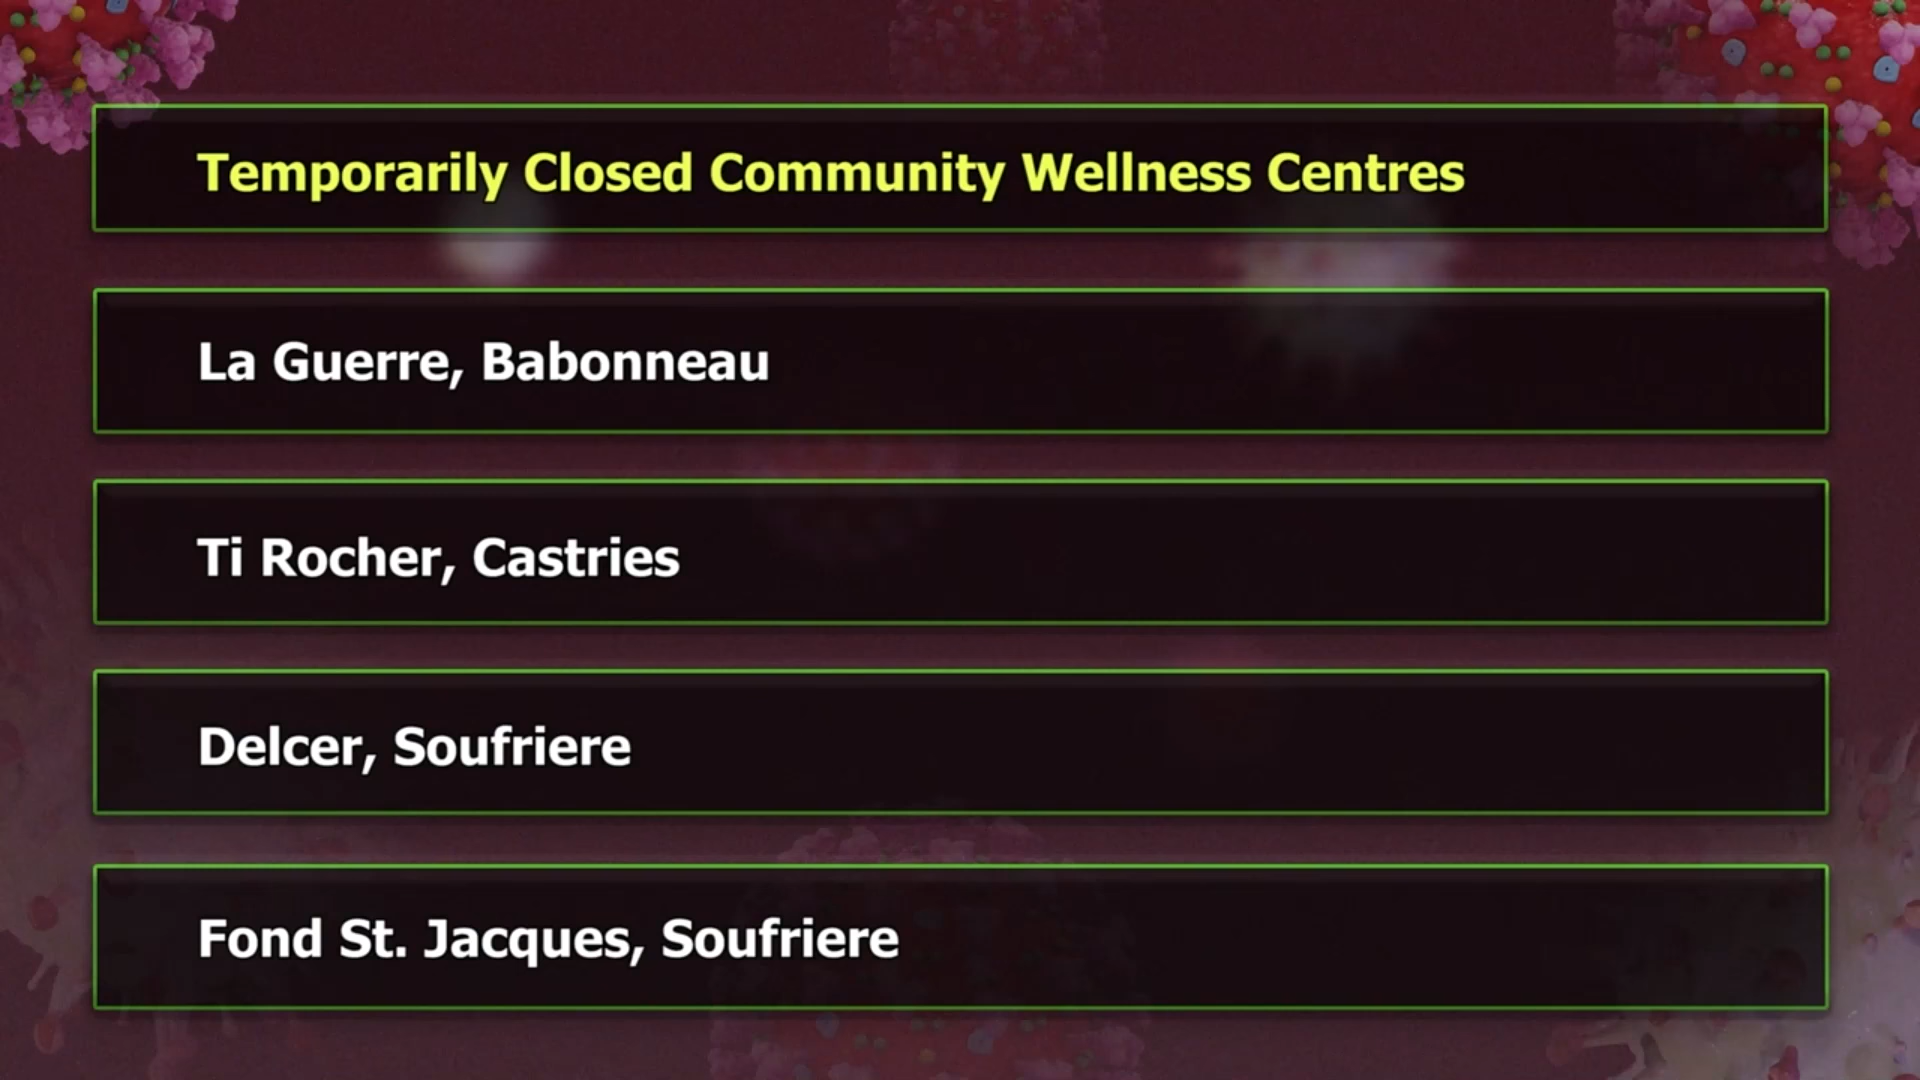 Temporarily Closed Community Wellness Centres
La Guerre, Babonneau
Ti Rocher, Castries
Delcer, Soufriere
Fond St. Jacques, Soufriere